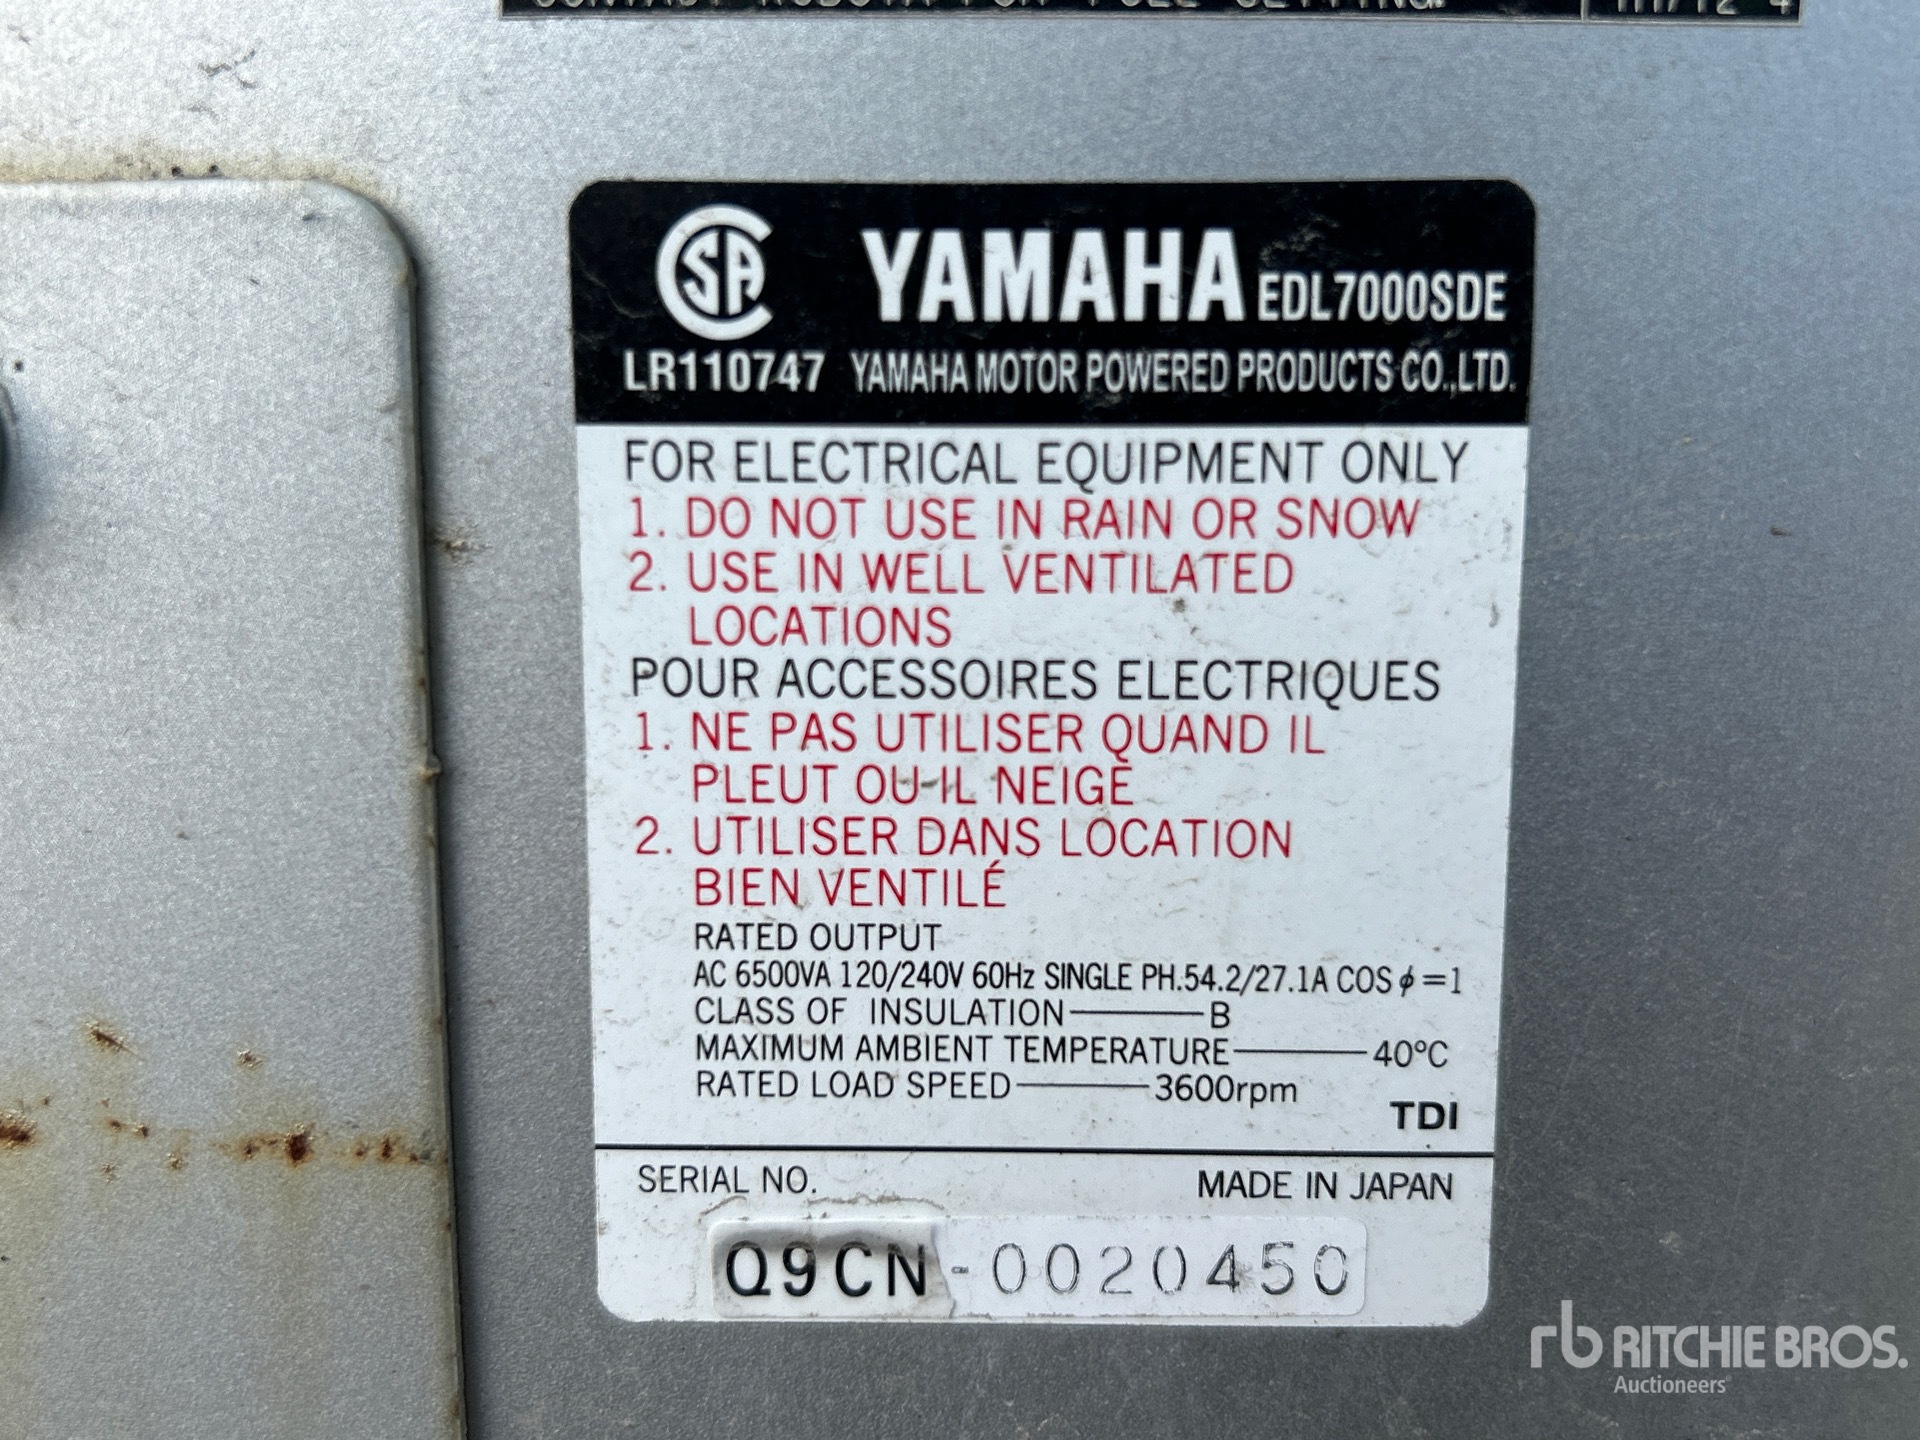 CSA YAMAHA EDL7000SDE
LR110747 YAMAHA MOTOR POWERED PRODUCTS CO.,LTD.
FOR ELECTRICAL EQUIPMENT ONLY
1. DO NOT USE IN RAIN OR SNOW
2. USE IN WELL VENTILATED
LOCATIONS
POUR ACCESSOIRES ELECTRIQUES
1. NE PAS UTILISER QUAND IL
PLEUT OU IL NEIGE
2. UTILISER DANS LOCATION
BIEN VENTILÉ
RATED OUTPUT
AC 6500VA 120/240V 60Hz SINGLE PH.54.2/27.1A COS ϕ=1
CLASS OF INSULATION B
MAXIMUM AMBIENT TEMPERATURE 40°C
RATED LOAD SPEED 3600rpm
TDI
SERIAL NO. MADE IN JAPAN
Q9CN-0020450
rb RITCHIE BROS.
Auctioneers